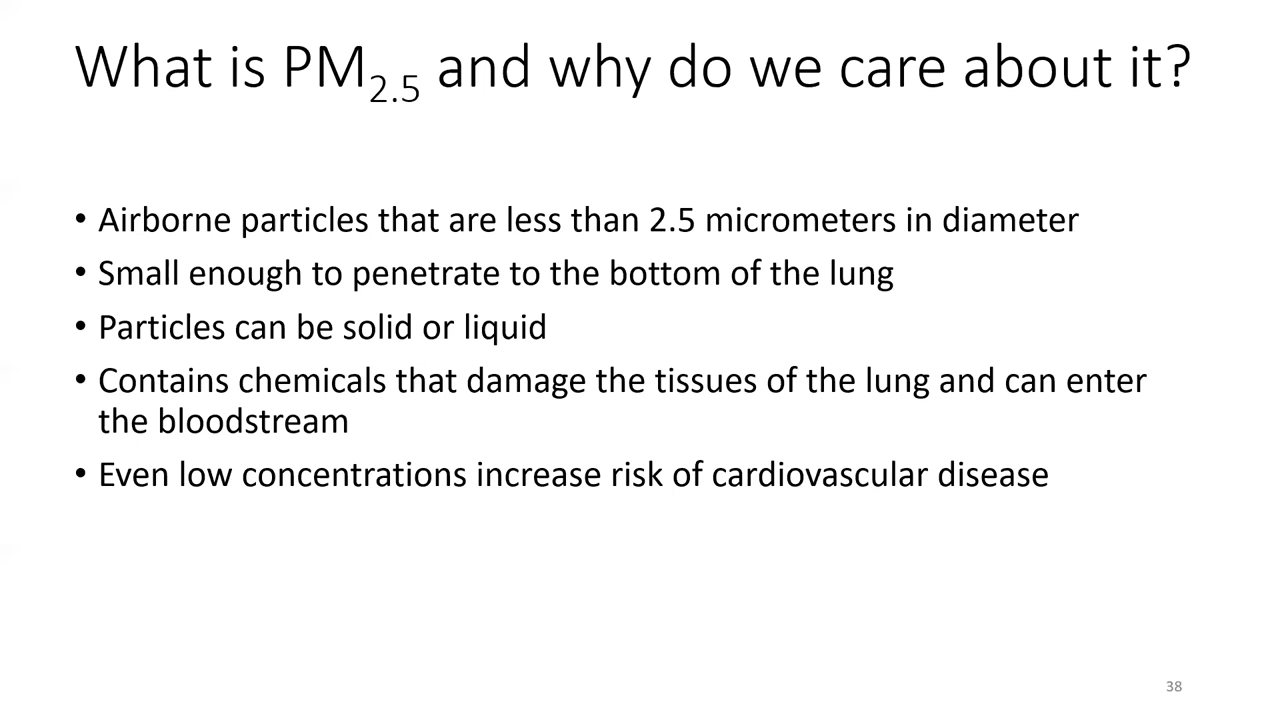 What is PM2.5 and why do we care about it?
• Airborne particles that are less than 2.5 micrometers in diameter
• Small enough to penetrate to the bottom of the lung
• Particles can be solid or liquid
• Contains chemicals that damage the tissues of the lung and can enter
the bloodstream
• Even low concentrations increase risk of cardiovascular disease
38